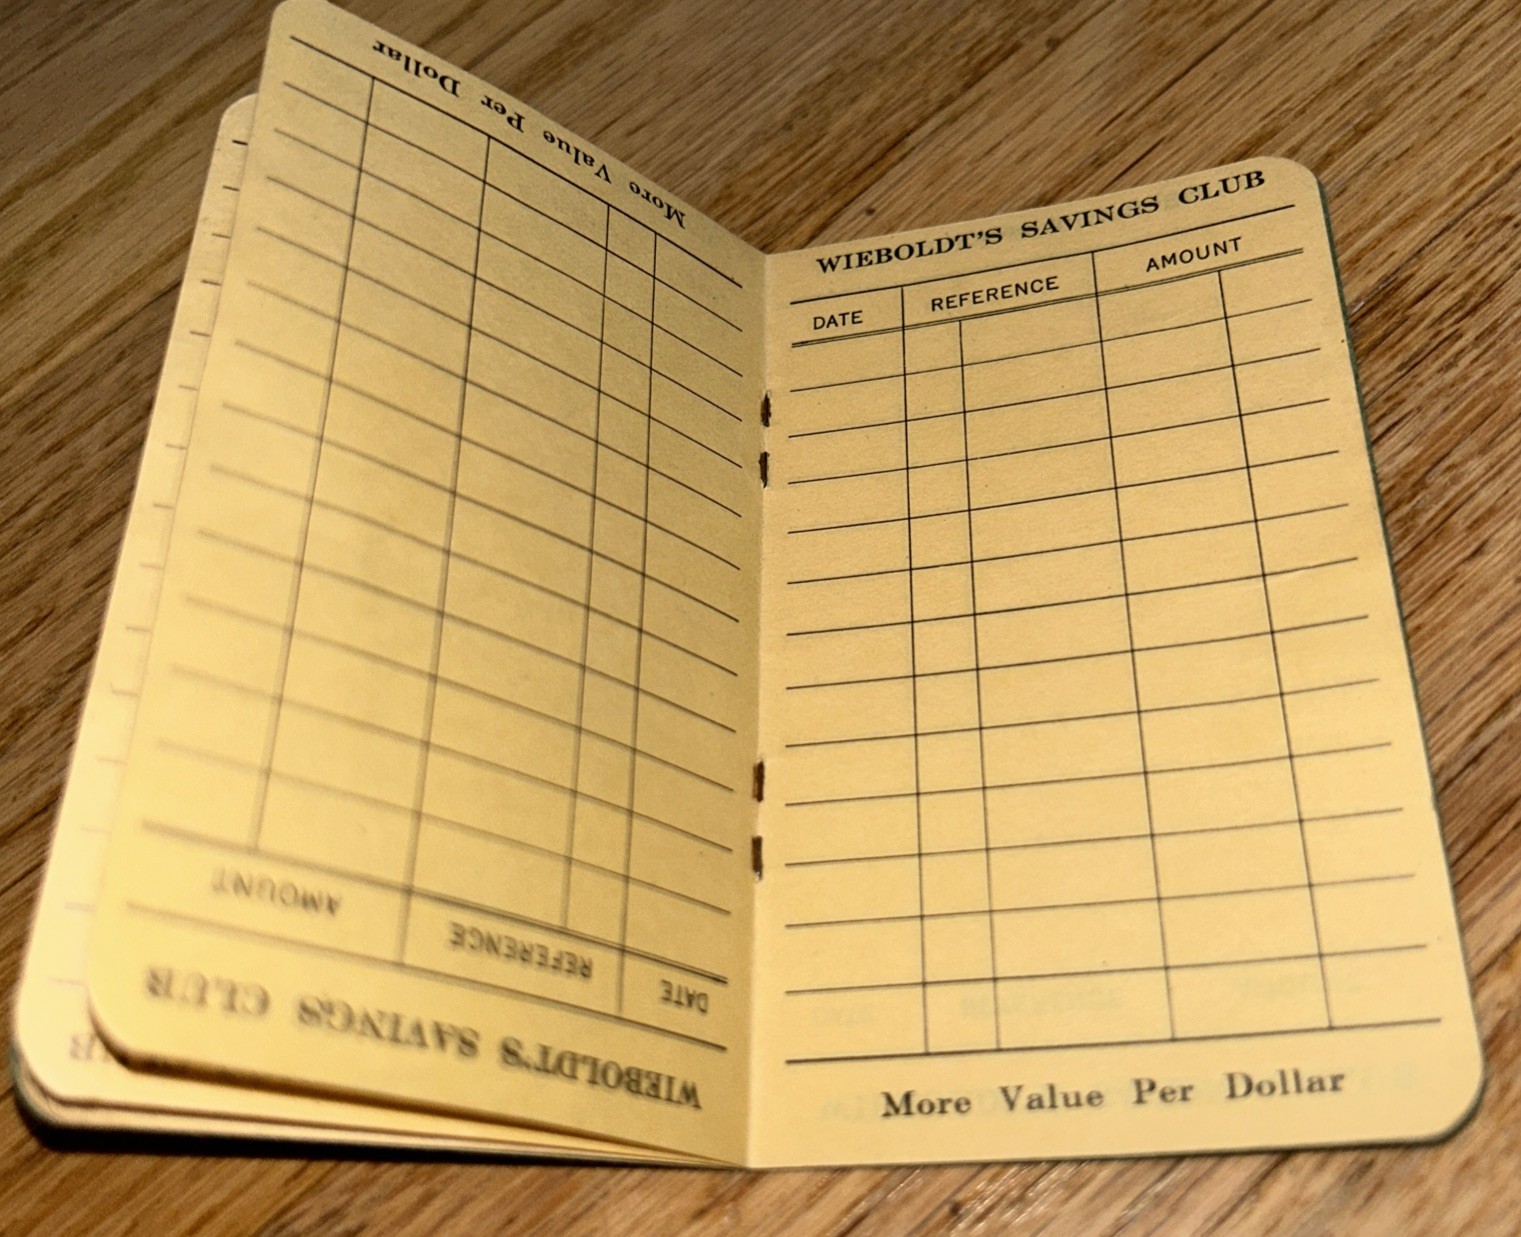 WIEBOLDT'S SAVINGS CLUB
DATE REFERENCE AMOUNT
More Value Per Dollar
WIEBOLDT'S SAVINGS CLUB
DATE REFERENCE AMOUNT
More Value Per Dollar